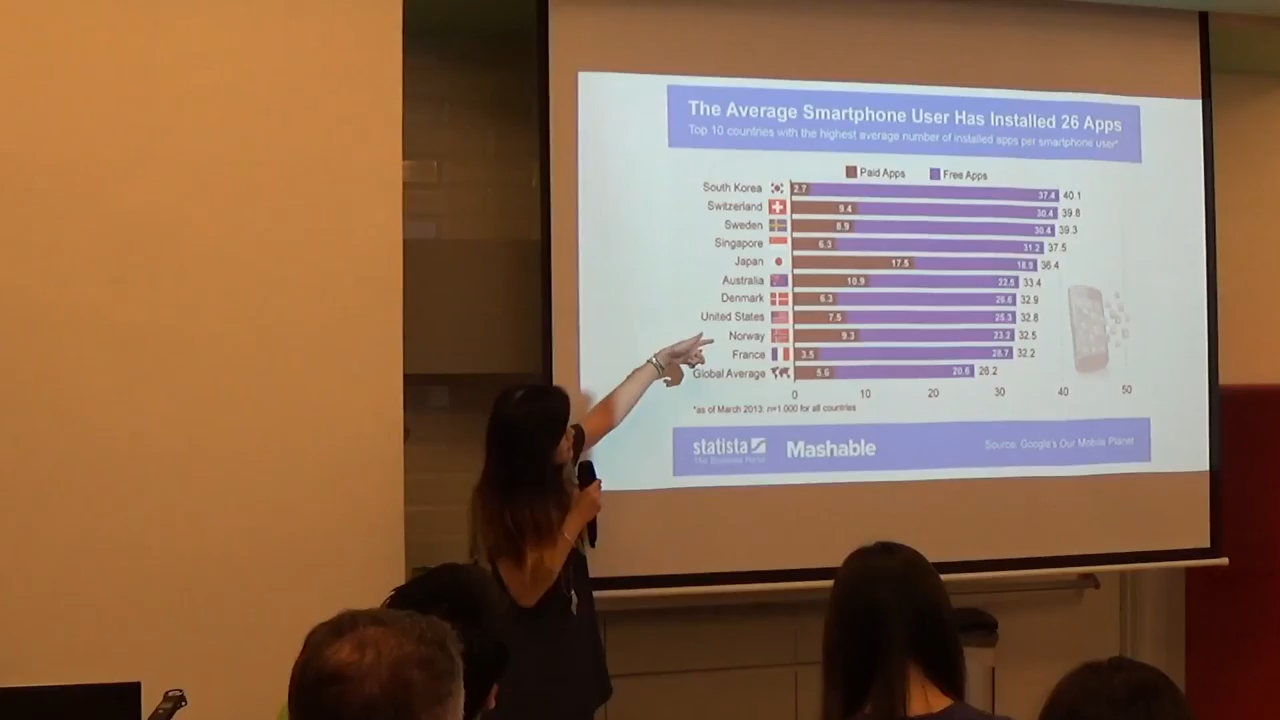 The Average Smartphone User Has Installed 26 Apps
Top 10 countries with the highest average number of installed apps per smartphone user*
Paid Apps Free Apps
South Korea 2.7 37.4 40.1
Switzerland 9.4 30.4 39.8
Sweden 8.9 30.4 39.3
Singapore 6.3 31.2 37.5
Japan 17.5 18.9 36.4
Australia 10.9 22.5 33.4
Denmark 6.3 26.6 32.9
United States 7.5 25.3 32.8
Norway 9.3 23.2 32.5
France 3.5 28.7 32.2
Global Average 5.6 20.6 26.2
0 10 20 30 40 50
*as of March 2013: n=1 000 for all countries
statista Mashable Source: Google's Our Mobile Planet
The Statistics Portal